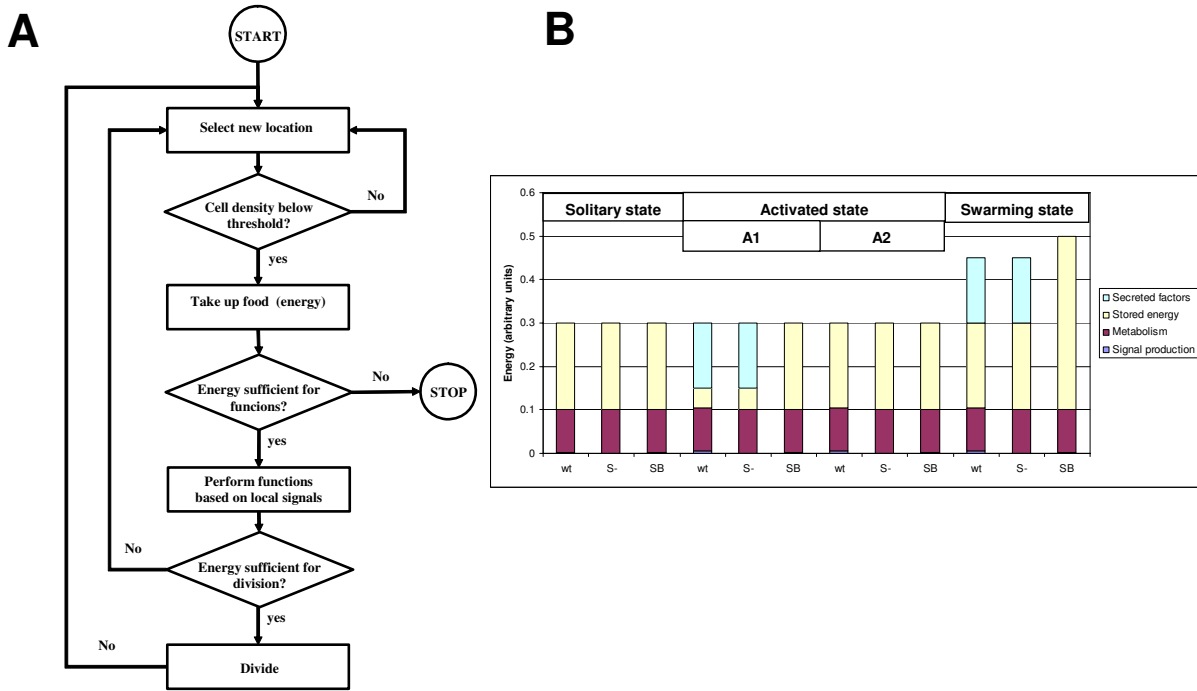 A
START
Select new location
No
Cell density below
threshold?
yes
Take up food (energy)
No
Energy sufficient for
funcions?
STOP
yes
Perform functions
based on local signals
No
Energy sufficient for
division?
yes
No
Divide
B
0.6
0.5
0.4
0.3
0.2
0.1
0
Energy (arbitrary units)
Solitary state
Activated state
Swarming state
A1
A2
wt S- SB wt S- SB wt S- SB wt S- SB
Secreted factors
Stored energy
Metabolism
Signal production